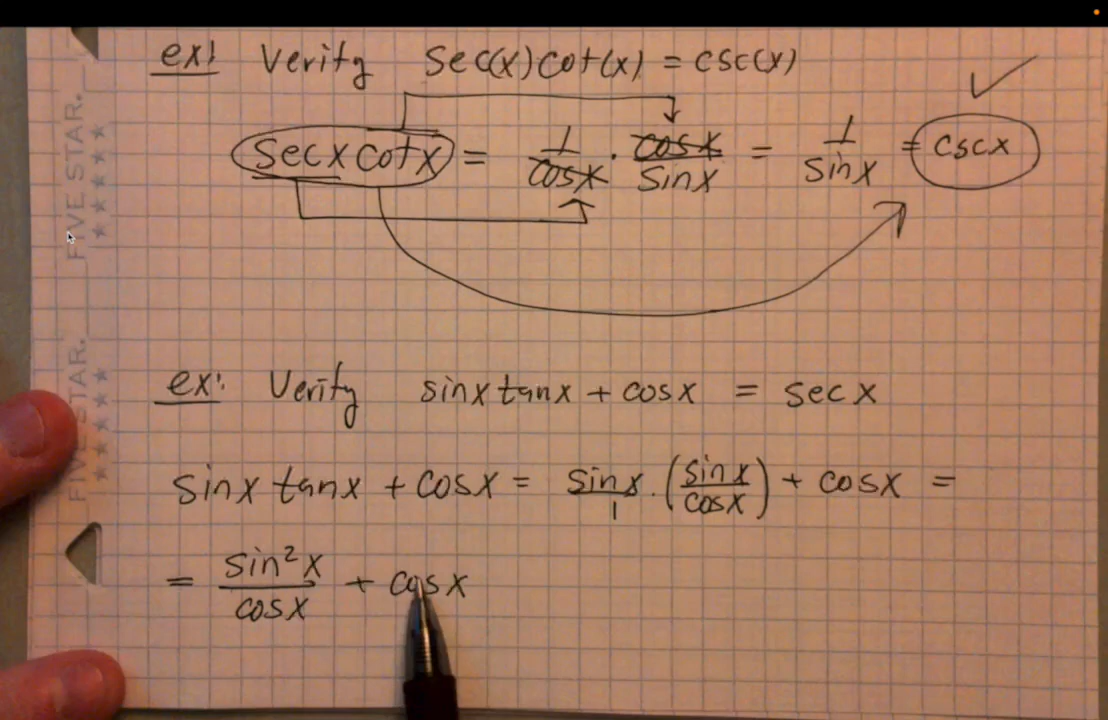 ex: Verify sec(x)cot(x) = csc(x)
secx cotx = 1/cosx · cosx/sinx = 1/sinx = cscx
FIVE STAR.
ex: Verify sinx tanx + cosx = secx
FIVE STAR.
sinx tanx + cosx = sinx/1 · (sinx/cosx) + cosx =
= sin²x/cosx + cosx